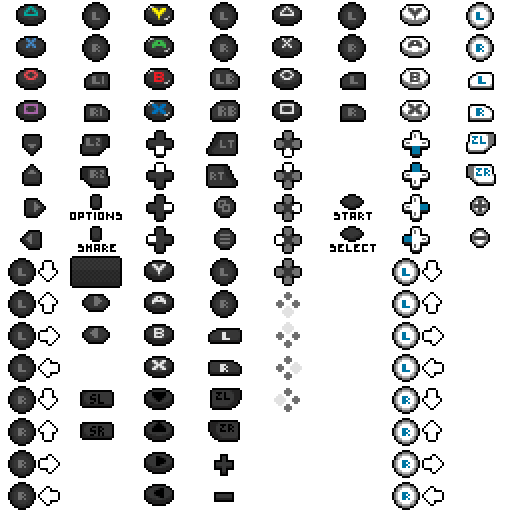 L Y L L Y L
R A R R A R
L1 B LB L B L
R1 X RB R X R
L2 LT ZL
R2 RT ZR
OPTIONS START
SHARE SELECT
L Y L L
L A R L
L B L L
L X R L
R SL ZL R
R SR ZR R
R R
R R